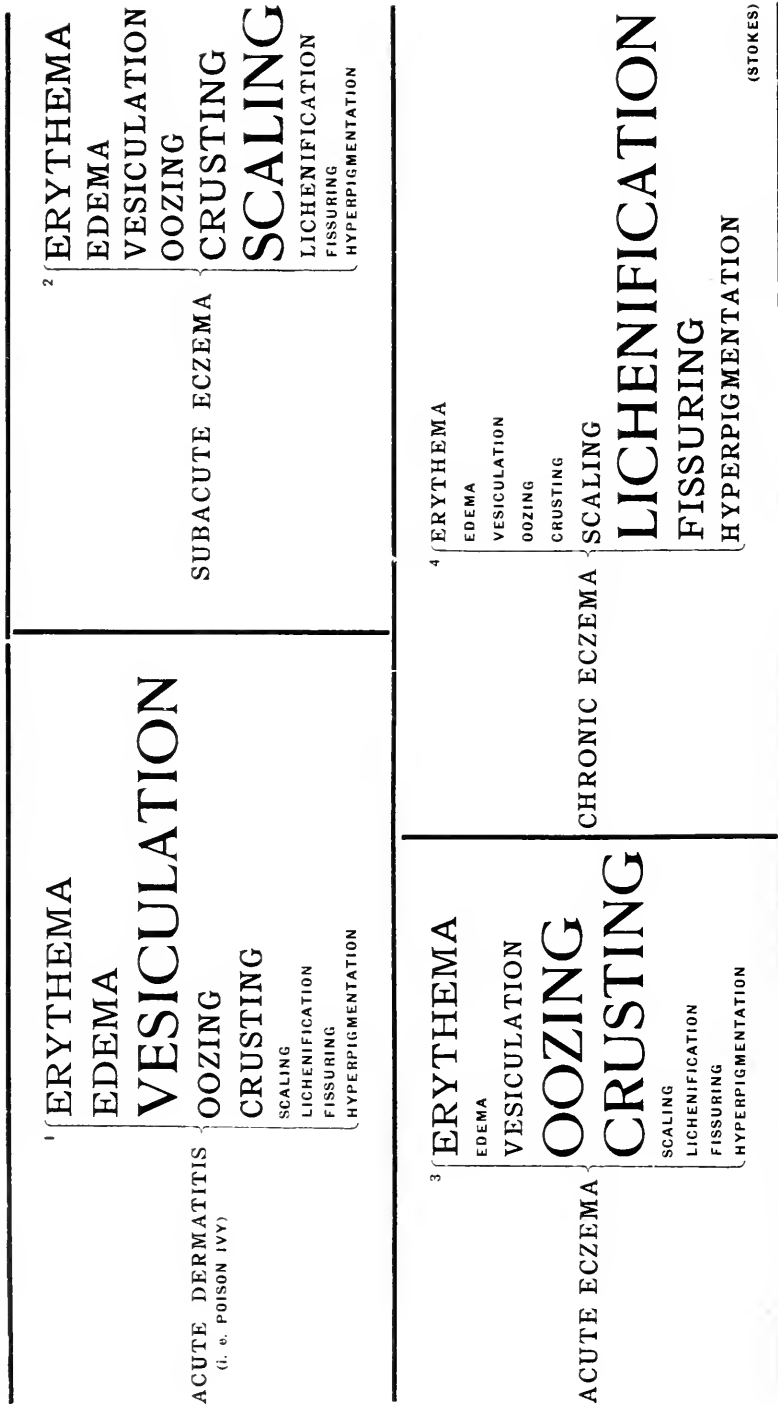 ACUTE DERMATITIS
(i. e. POISON IVY)
1
ERYTHEMA
EDEMA
VESICULATION
OOZING
CRUSTING
SCALING
LICHENIFICATION
FISSURING
HYPERPIGMENTATION
SUBACUTE ECZEMA
2
ERYTHEMA
EDEMA
VESICULATION
OOZING
CRUSTING
SCALING
LICHENIFICATION
FISSURING
HYPERPIGMENTATION
ACUTE ECZEMA
3
ERYTHEMA
EDEMA
VESICULATION
OOZING
CRUSTING
SCALING
LICHENIFICATION
FISSURING
HYPERPIGMENTATION
CHRONIC ECZEMA
4
ERYTHEMA
EDEMA
VESICULATION
OOZING
CRUSTING
SCALING
LICHENIFICATION
FISSURING
HYPERPIGMENTATION
(STOKES)